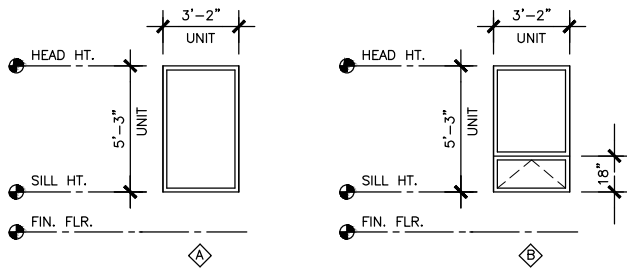 3'-2"
UNIT
HEAD HT.
5'-3"
UNIT
SILL HT.
FIN. FLR.
A
3'-2"
UNIT
HEAD HT.
5'-3"
UNIT
18"
SILL HT.
FIN. FLR.
B